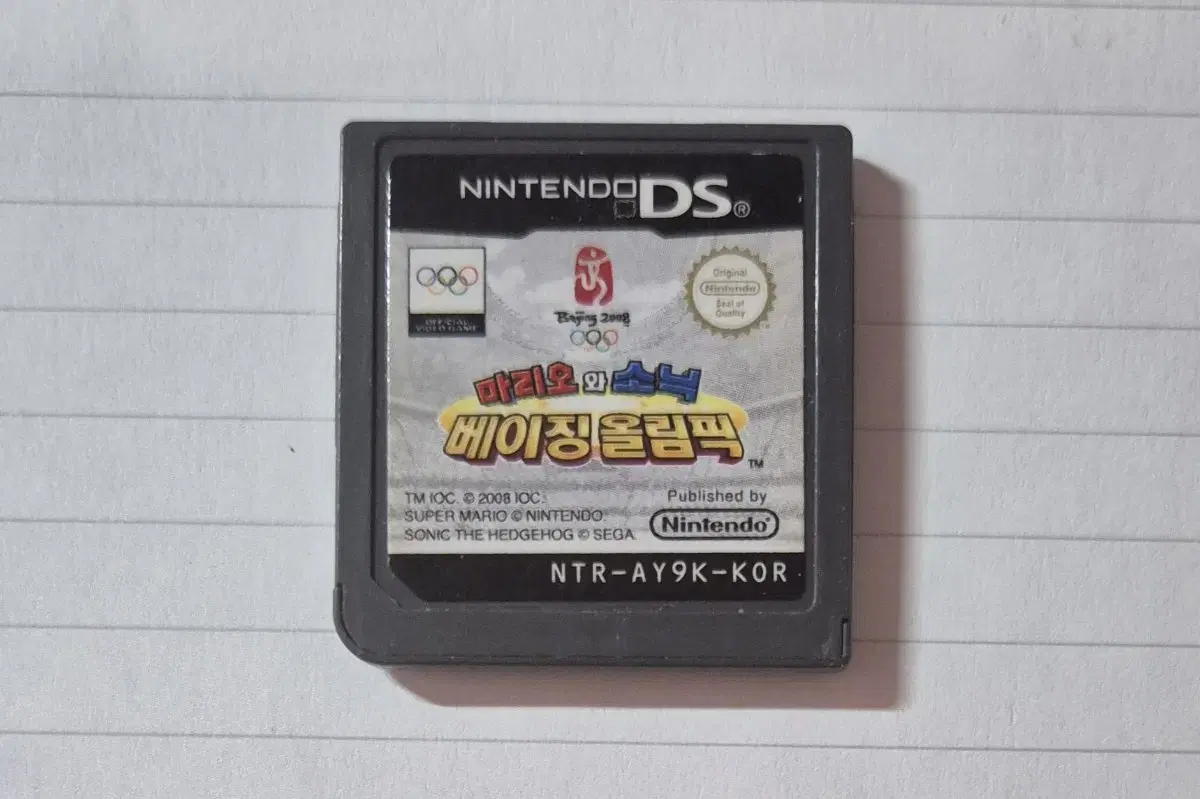 NINTENDO DS®
OFFICIAL
VIDEO GAME
Beijing 2008
Original
Nintendo
Seal of
Quality
마리오 와 소닉
베이징 올림픽 TM
TM IOC. © 2008 IOC.
SUPER MARIO © NINTENDO.
SONIC THE HEDGEHOG © SEGA.
Published by
Nintendo®
NTR-AY9K-KOR